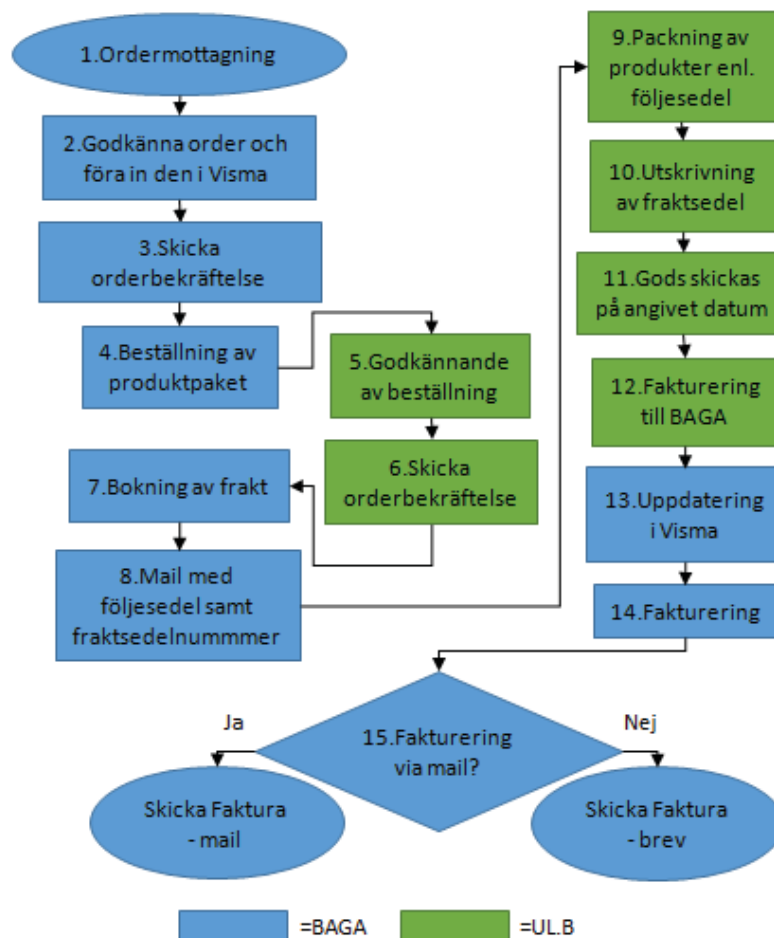 1.Ordermottagning
2.Godkänna order och
föra in den i Visma
3.Skicka
orderbekräftelse
4.Beställning av
produktpaket
5.Godkännande
av beställning
6.Skicka
orderbekräftelse
7.Bokning av frakt
8.Mail med
följesedel samt
fraktsedelnummmer
9.Packning av
produkter enl.
följesedel
10.Utskrivning
av fraktsedel
11.Gods skickas
på angivet datum
12.Fakturering
till BAGA
13.Uppdatering
i Visma
14.Fakturering
15.Fakturering
via mail?
Ja
Nej
Skicka Faktura
- mail
Skicka Faktura
- brev
=BAGA
=UL.B